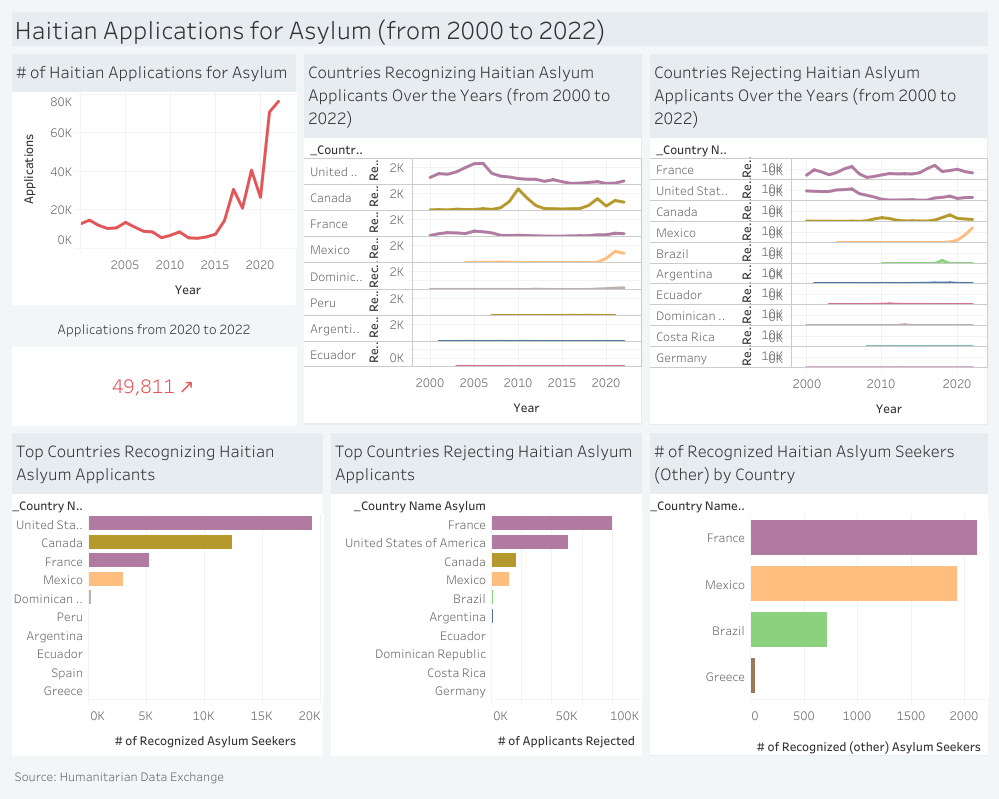 Haitian Applications for Asylum (from 2000 to 2022)
# of Haitian Applications for Asylum
80K
60K
40K
20K
0K
Applications
2005
2010
2015
2020
Year
Applications from 2020 to 2022
49,811 ↗
Countries Recognizing Haitian Aslyum
Applicants Over the Years (from 2000 to
2022)
_Countr..
United ..
Re..
2K
Canada
Re..
2K
France
Re..
2K
Mexico
Re..
2K
Dominic..
Rec..
2K
Peru
Re..
2K
Argenti..
Re..
2K
Ecuador
Re..
0K
2000
2005
2010
2015
2020
Year
Countries Rejecting Haitian Aslyum
Applicants Over the Years (from 2000 to
2022)
_Country N..
France
Re..
10K
0K
United Stat..
Re..
10K
0K
Canada
Re..
10K
0K
Mexico
Re..
10K
0K
Brazil
Re..
10K
0K
Argentina
R..
10K
0K
Ecuador
Re..
10K
0K
Dominican ..
Re..
10K
0K
Costa Rica
Re..
10K
0K
Germany
Re..
10K
0K
2000
2010
2020
Year
Top Countries Recognizing Haitian
Aslyum Applicants
_Country N..
United Sta..
Canada
France
Mexico
Dominican ..
Peru
Argentina
Ecuador
Spain
Greece
0K
5K
10K
15K
20K
# of Recognized Asylum Seekers
Top Countries Rejecting Haitian Aslyum
Applicants
_Country Name Asylum
France
United States of America
Canada
Mexico
Brazil
Argentina
Ecuador
Dominican Republic
Costa Rica
Germany
0K
50K
100K
# of Applicants Rejected
# of Recognized Haitian Aslyum Seekers
(Other) by Country
_Country Name..
France
Mexico
Brazil
Greece
0
500
1000
1500
2000
# of Recognized (other) Asylum Seekers
Source: Humanitarian Data Exchange